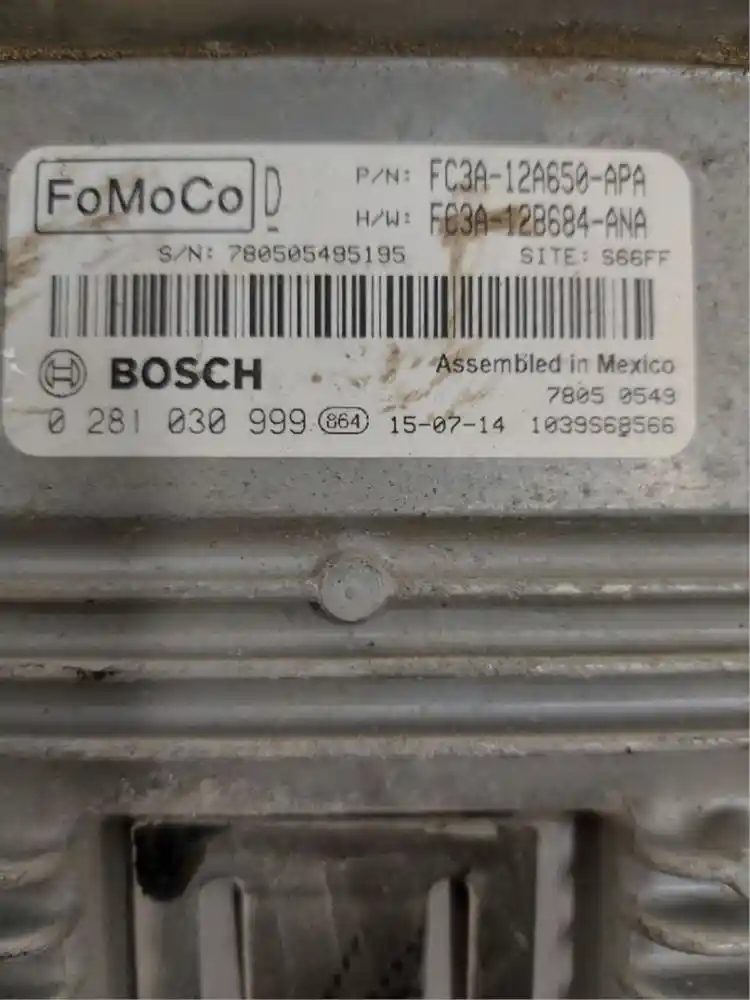 FoMoCo D P/N: FC3A-12A650-APA
H/W: FC3A-12B684-ANA
S/N: 780505495195 SITE: S66FF
BOSCH Assembled in Mexico
7805 0549
0 281 030 999 864 15-07-14 1039S68566